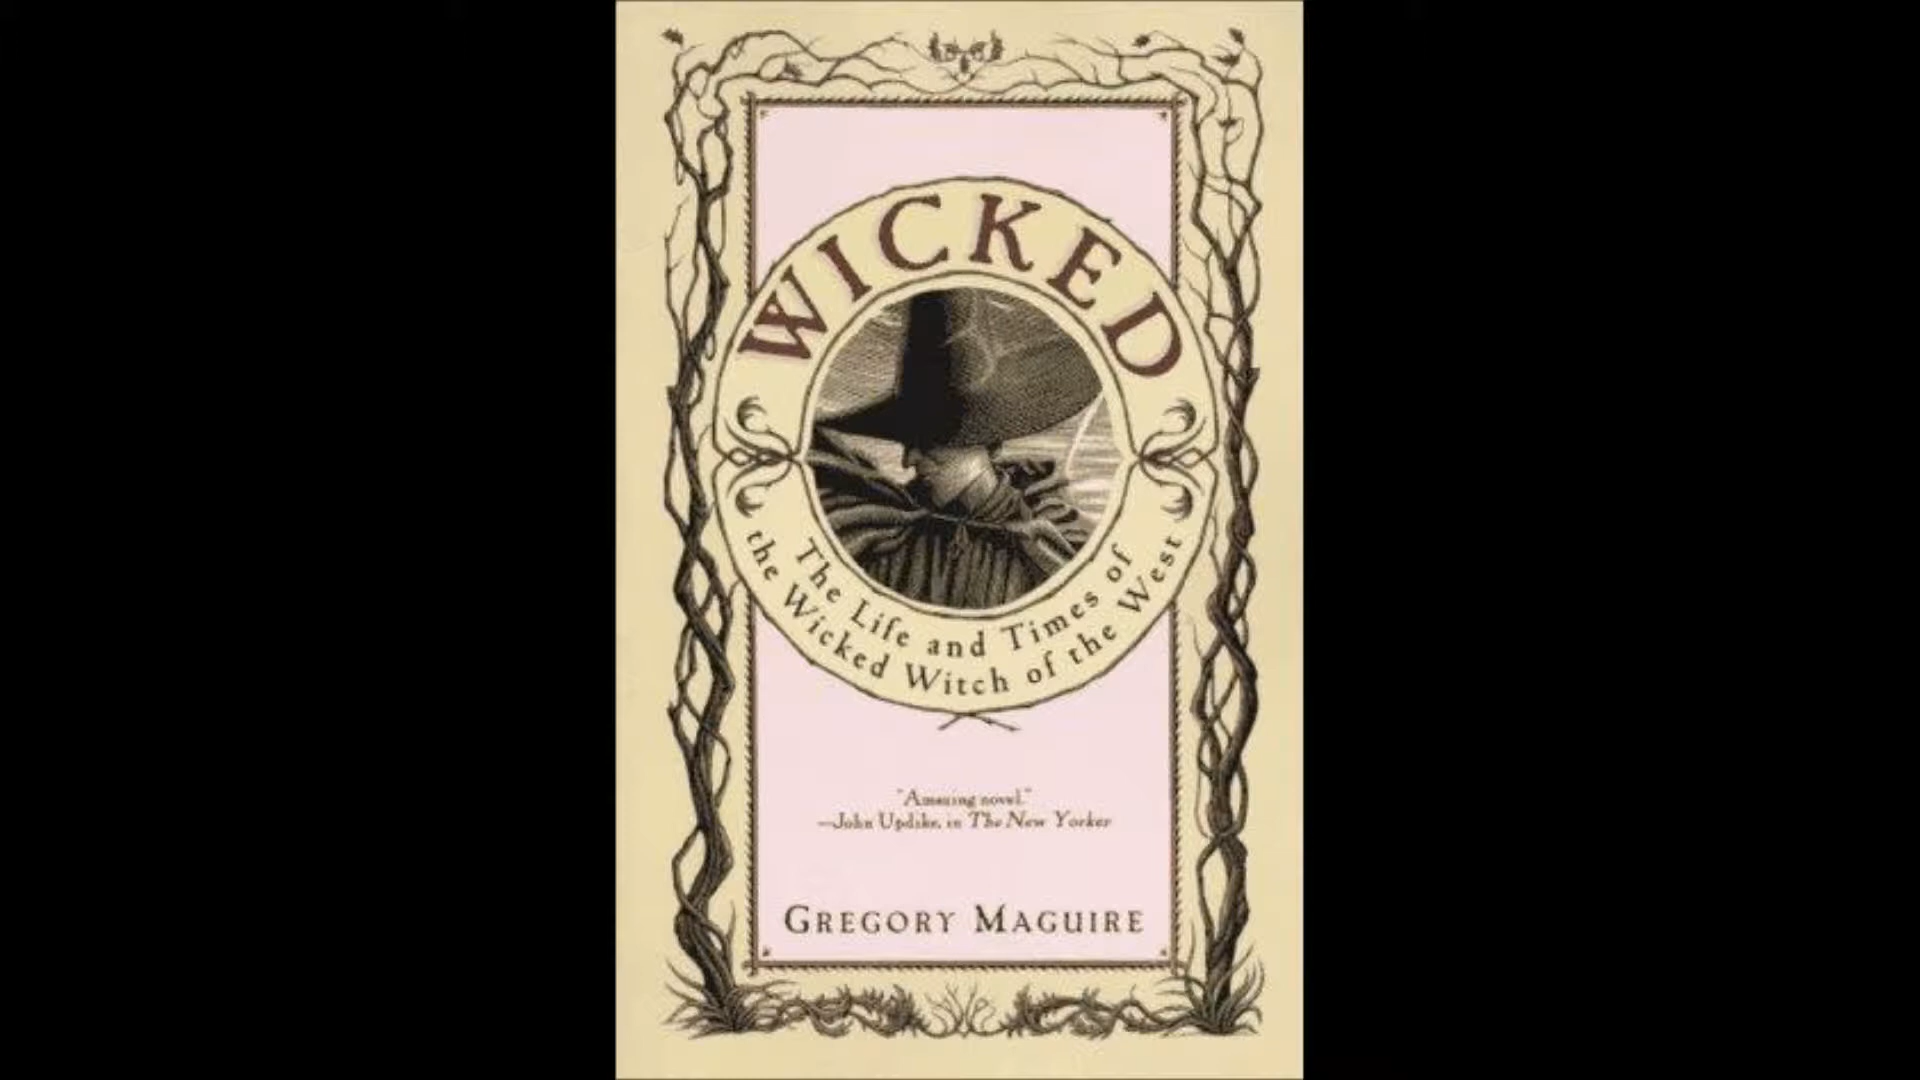 WICKED
The Life and Times of
the Wicked Witch of the West
"Amazing novel."
—John Updike, in The New Yorker
GREGORY MAGUIRE